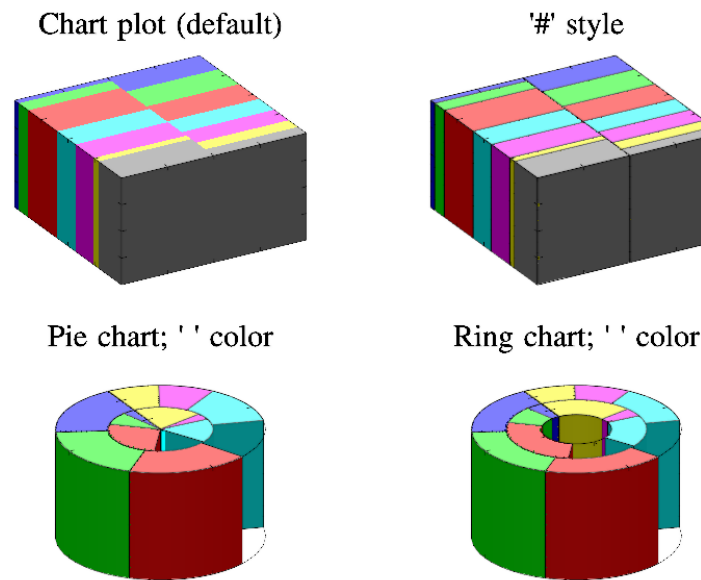 Chart plot (default)
'#' style
Pie chart; ' ' color
Ring chart; ' ' color